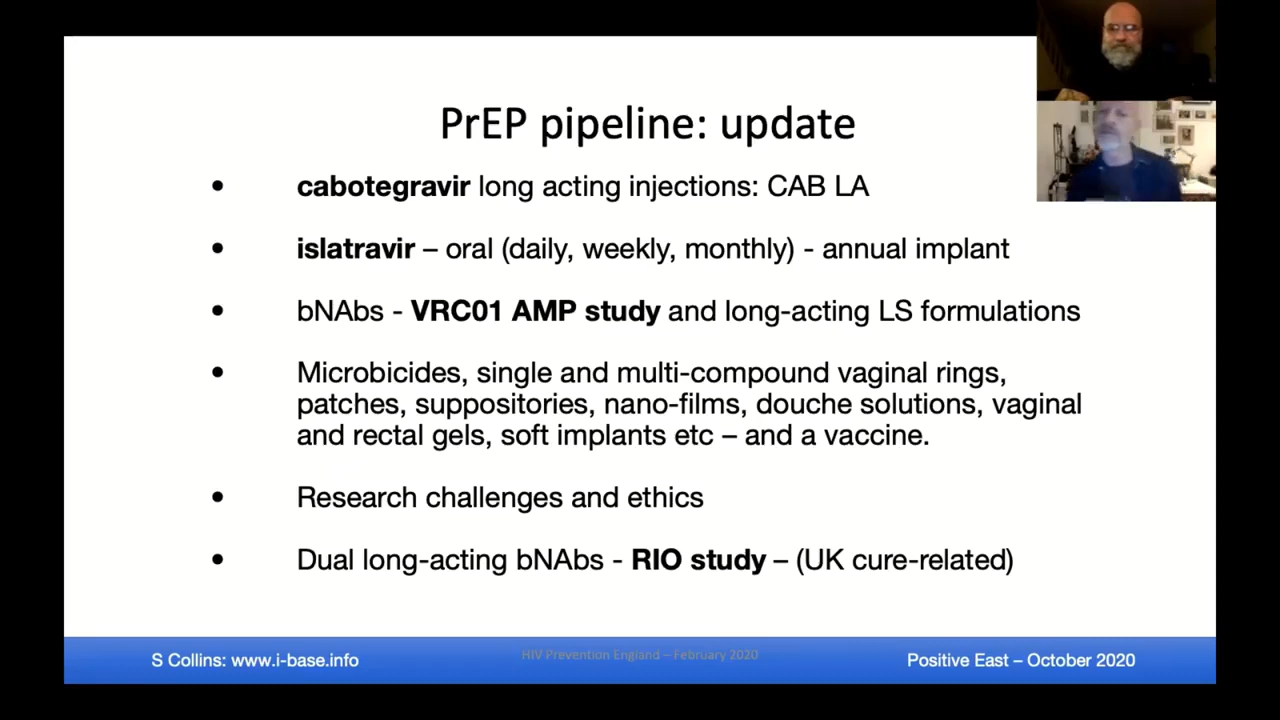 PrEP pipeline: update
• cabotegravir long acting injections: CAB LA
• islatravir – oral (daily, weekly, monthly) - annual implant
• bNAbs - VRC01 AMP study and long-acting LS formulations
• Microbicides, single and multi-compound vaginal rings,
patches, suppositories, nano-films, douche solutions, vaginal
and rectal gels, soft implants etc – and a vaccine.
• Research challenges and ethics
• Dual long-acting bNAbs - RIO study – (UK cure-related)
S Collins: www.i-base.info
HIV Prevention England – February 2020
Positive East – October 2020